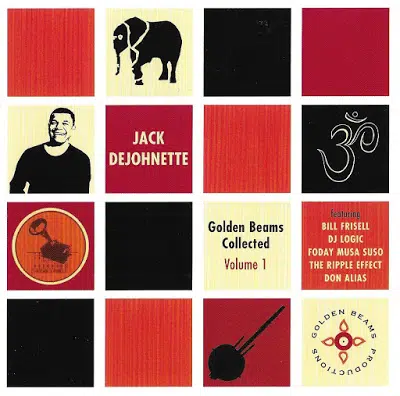 JACK
DEJOHNETTE
Golden Beams
Collected
Volume 1
featuring
BILL FRISELL
DJ LOGIC
FODAY MUSA SUSO
THE RIPPLE EFFECT
DON ALIAS
GOLDEN BEAMS
PRODUCTIONS